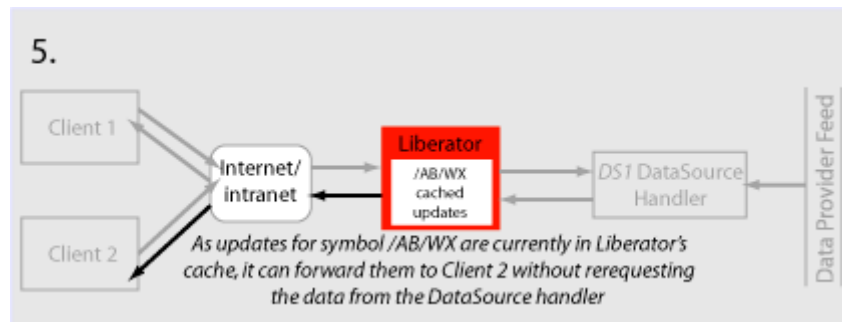 5.
Client 1
Internet/
intranet
Liberator
/AB/WX
cached
updates
DS1 DataSource
Handler
Data Provider Feed
Client 2
As updates for symbol /AB/WX are currently in Liberator's
cache, it can forward them to Client 2 without rerequesting
the data from the DataSource handler